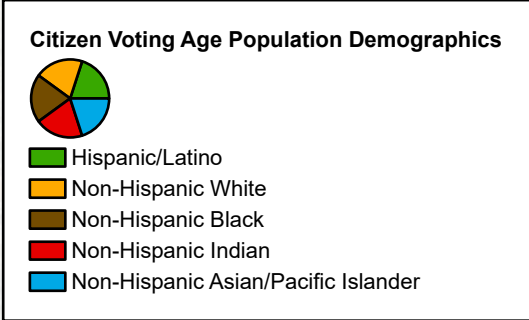 Citizen Voting Age Population Demographics
Hispanic/Latino
Non-Hispanic White
Non-Hispanic Black
Non-Hispanic Indian
Non-Hispanic Asian/Pacific Islander